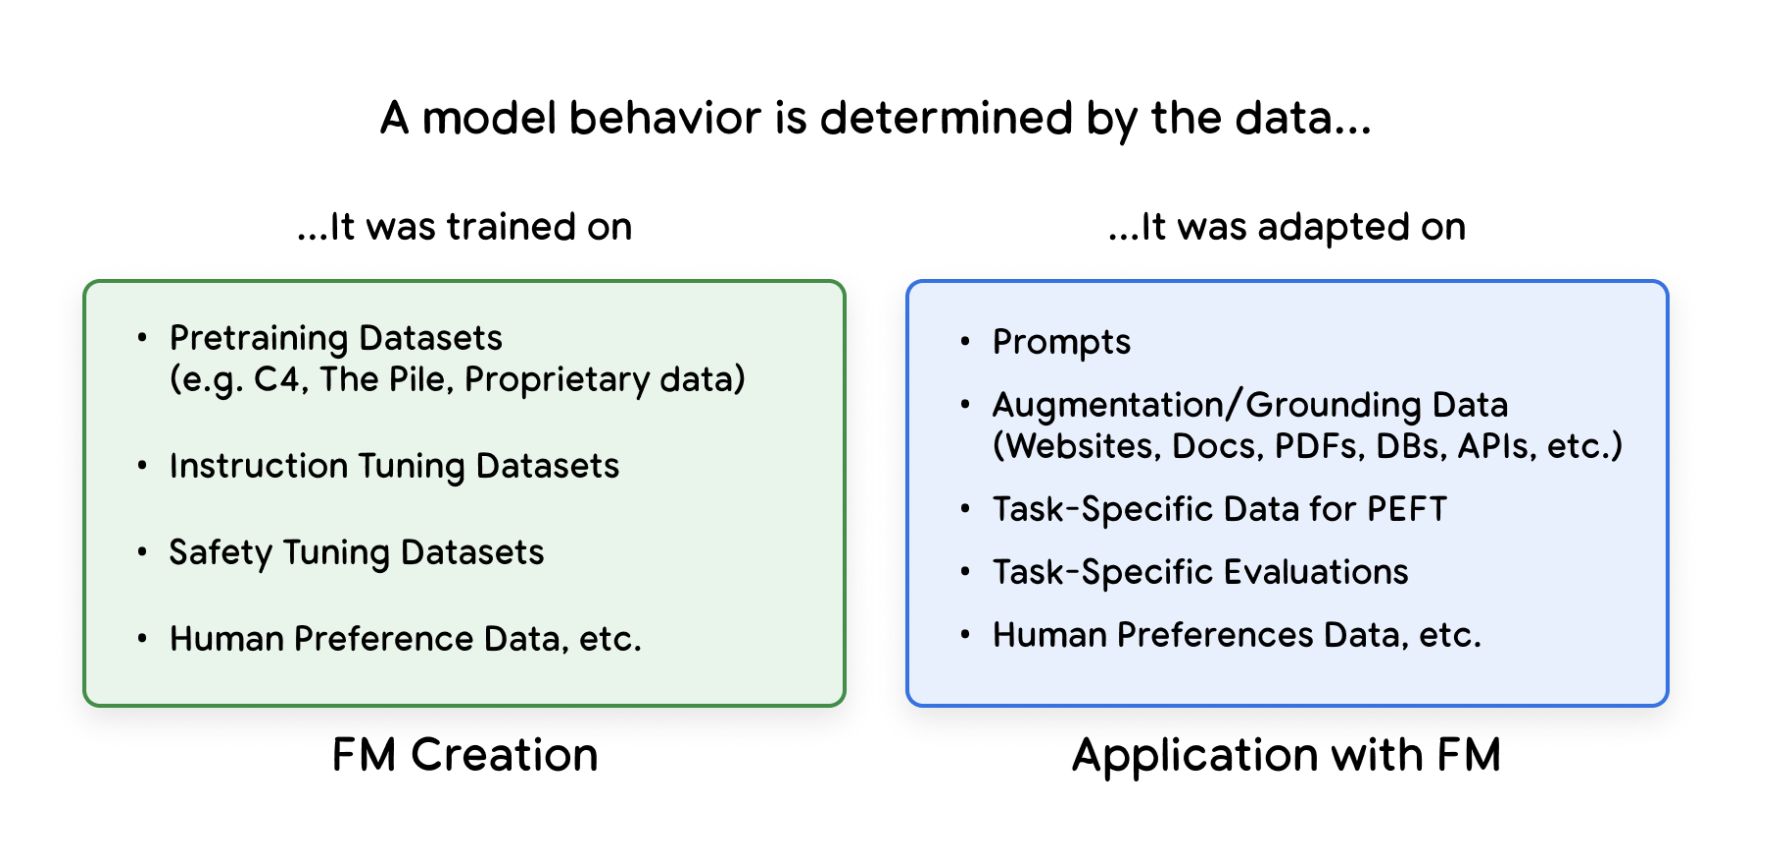 A model behavior is determined by the data...
...It was trained on
• Pretraining Datasets
(e.g. C4, The Pile, Proprietary data)
• Instruction Tuning Datasets
• Safety Tuning Datasets
• Human Preference Data, etc.
FM Creation
...It was adapted on
• Prompts
• Augmentation/Grounding Data
(Websites, Docs, PDFs, DBs, APIs, etc.)
• Task-Specific Data for PEFT
• Task-Specific Evaluations
• Human Preferences Data, etc.
Application with FM